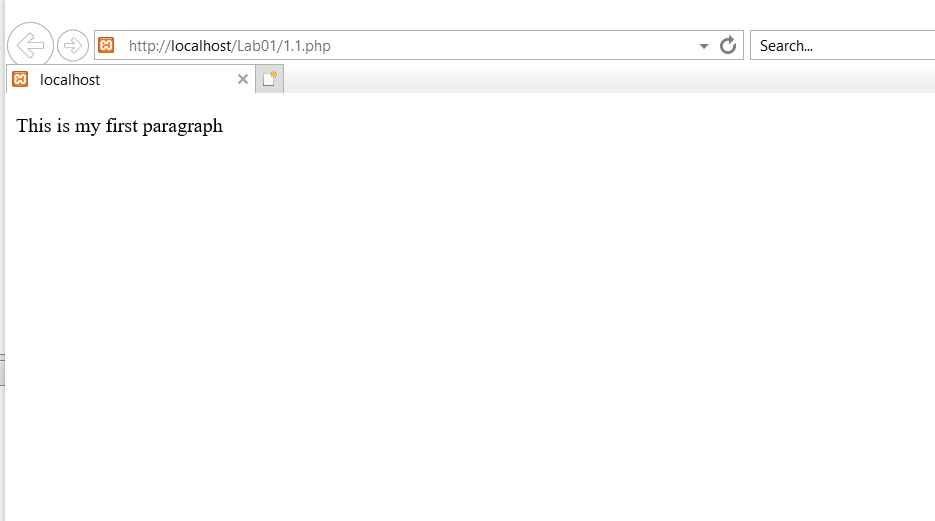 http://localhost/Lab01/1.1.php
Search...
localhost
This is my first paragraph